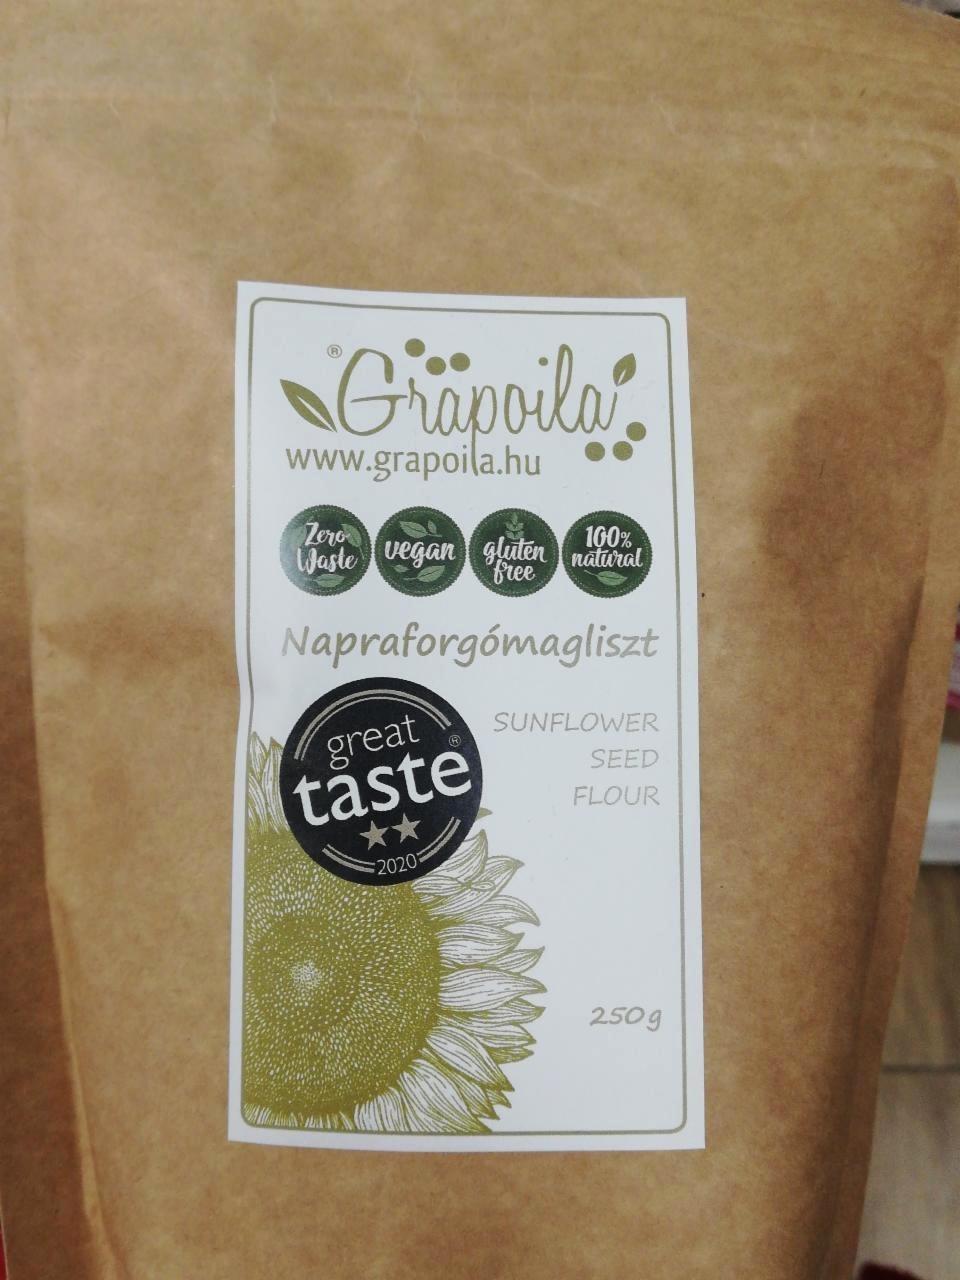 ® Grapoila
www.grapoila.hu
Zero
Waste
vegan
gluten
free
100%
natural
Napraforgómagliszt
great
taste®
2020
SUNFLOWER
SEED
FLOUR
250g